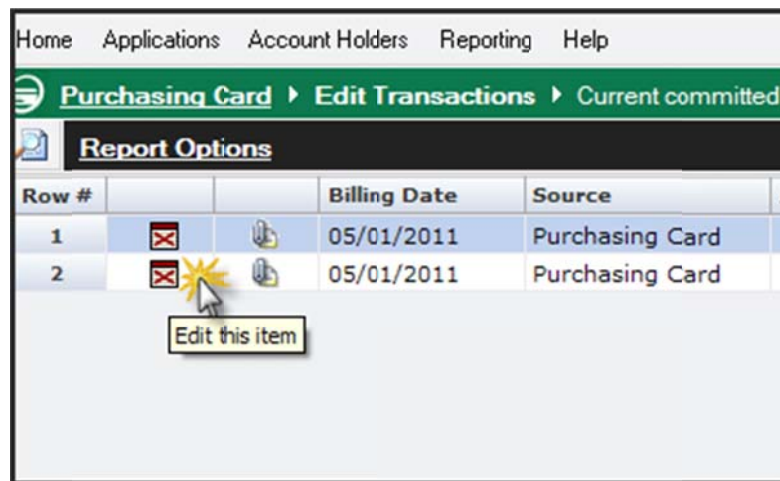 Home Applications Account Holders Reporting Help
Purchasing Card Edit Transactions Current committed
Report Options
Row # Billing Date Source
1 05/01/2011 Purchasing Card
2 05/01/2011 Purchasing Card
Edit this item